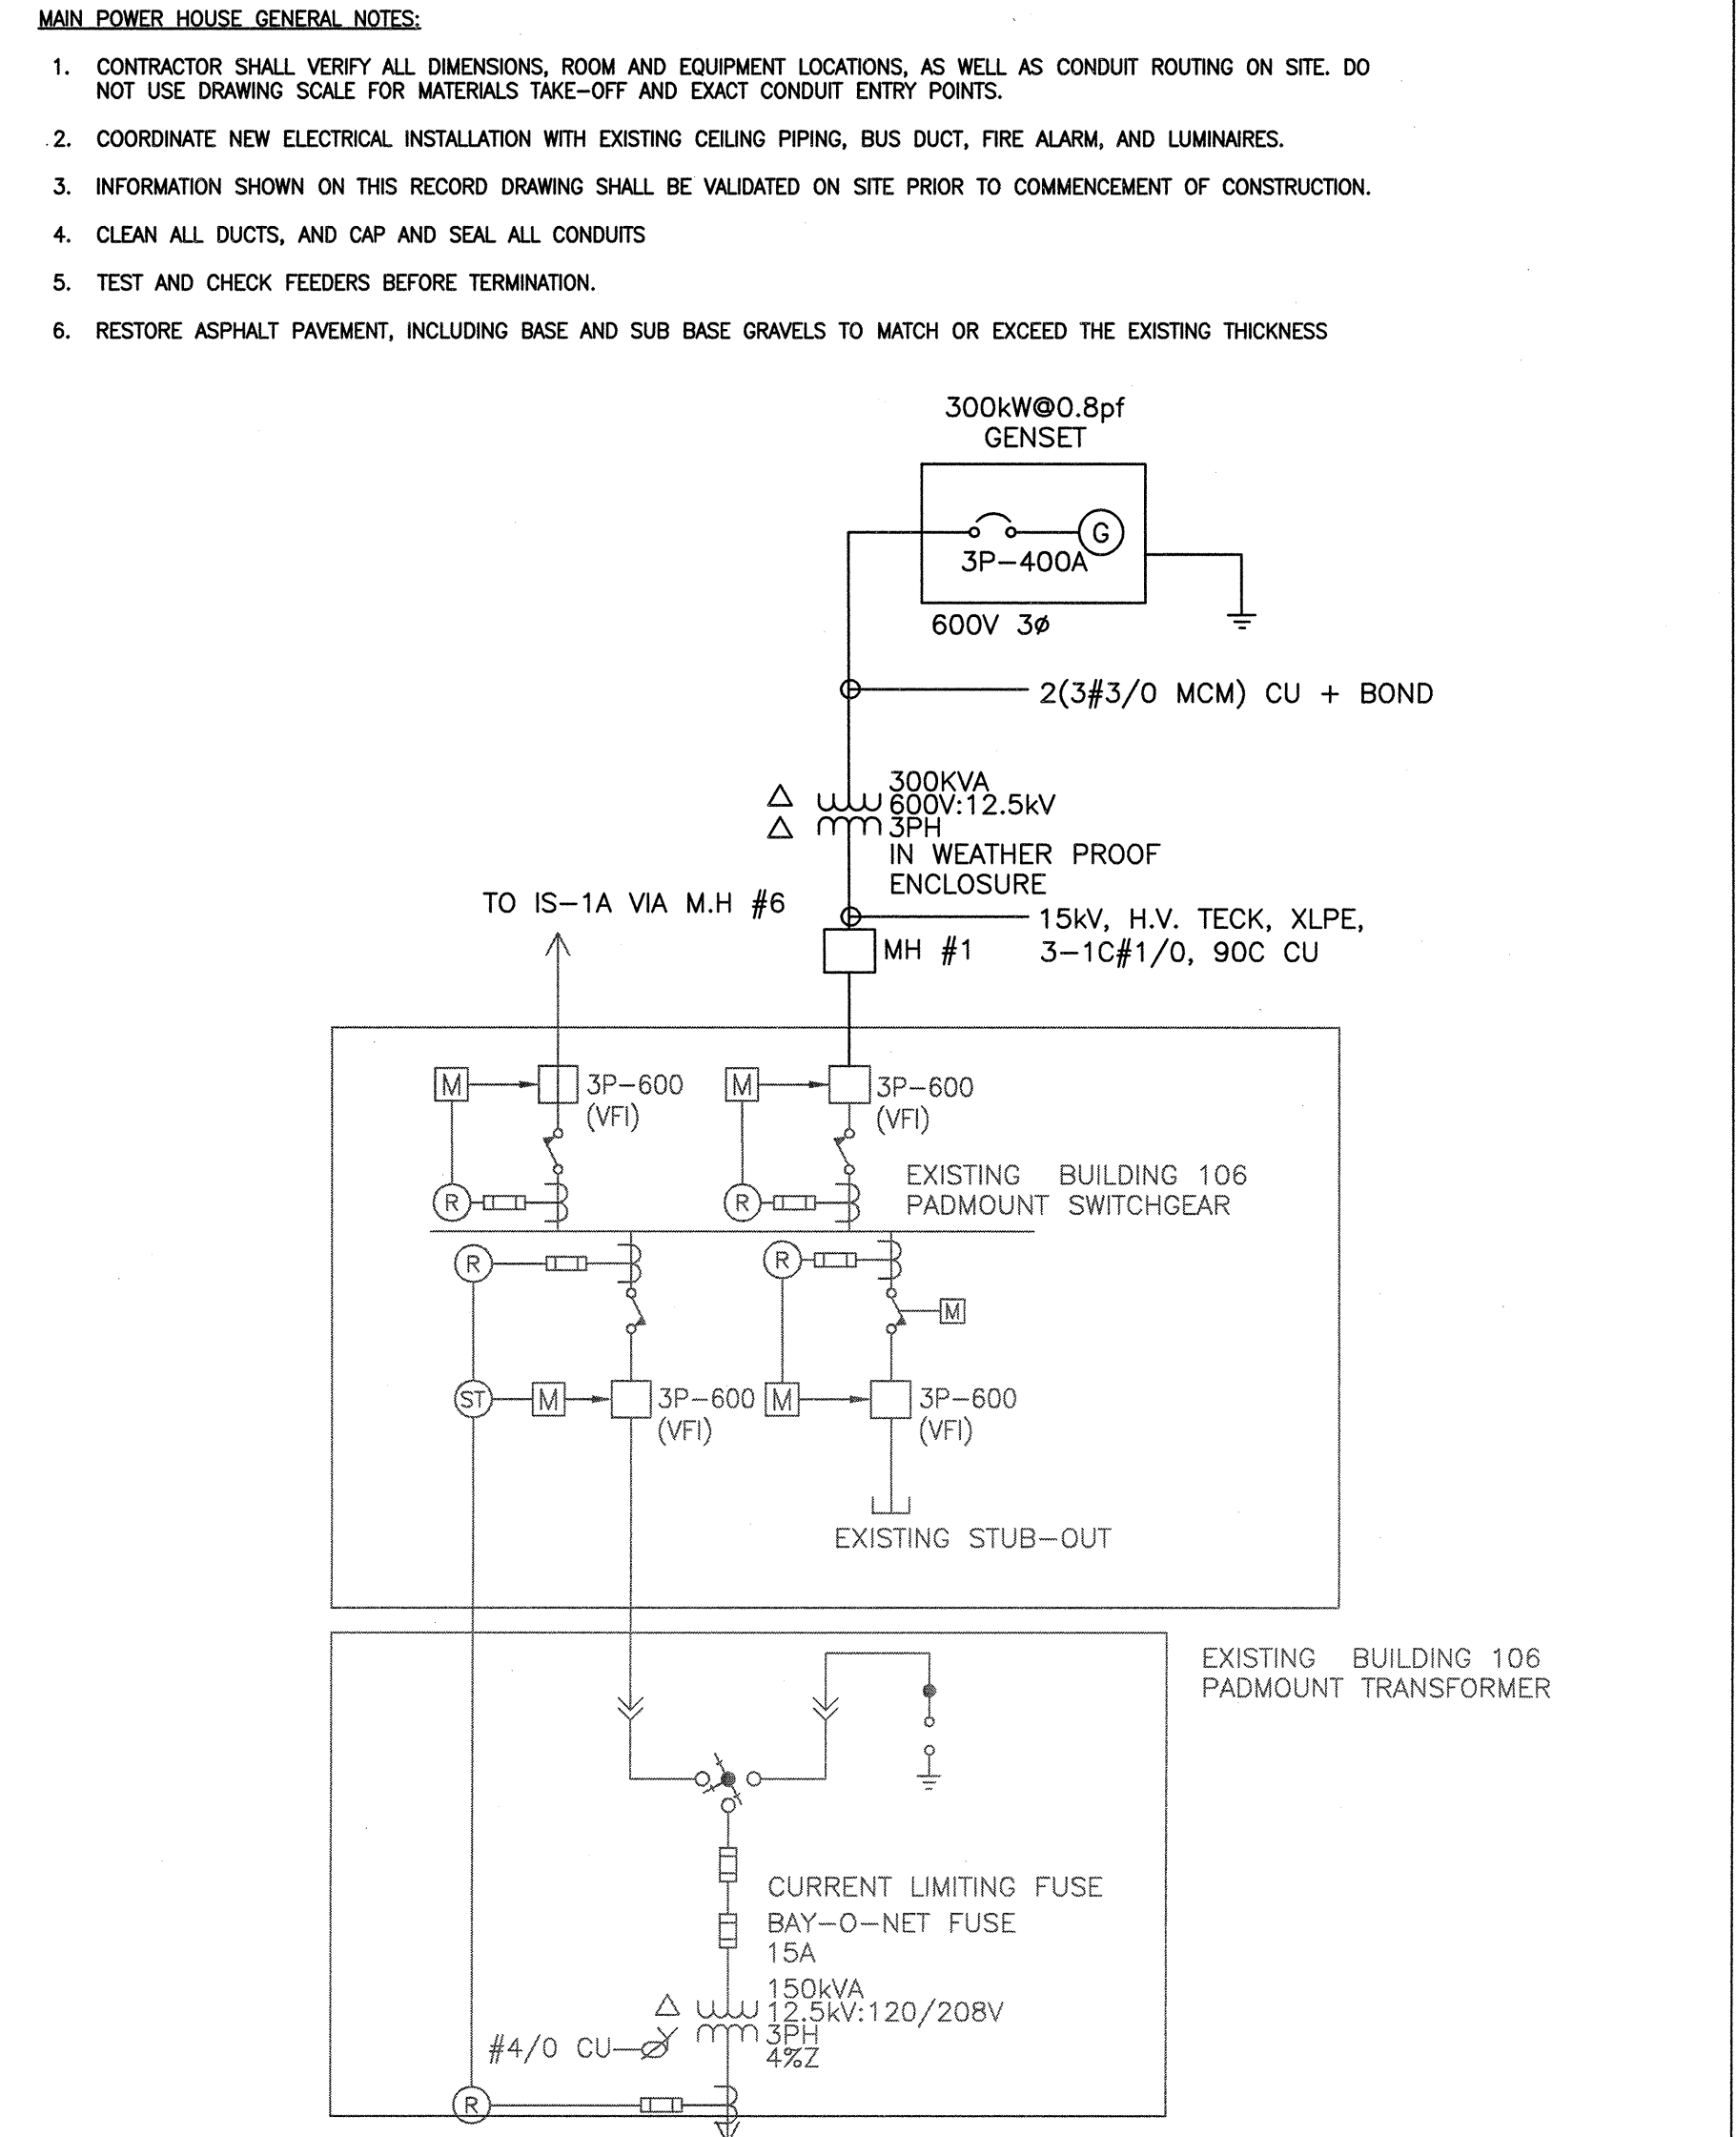 MAIN POWER HOUSE GENERAL NOTES:
1. CONTRACTOR SHALL VERIFY ALL DIMENSIONS, ROOM AND EQUIPMENT LOCATIONS, AS WELL AS CONDUIT ROUTING ON SITE. DO
NOT USE DRAWING SCALE FOR MATERIALS TAKE-OFF AND EXACT CONDUIT ENTRY POINTS.
2. COORDINATE NEW ELECTRICAL INSTALLATION WITH EXISTING CEILING PIPING, BUS DUCT, FIRE ALARM, AND LUMINAIRES.
3. INFORMATION SHOWN ON THIS RECORD DRAWING SHALL BE VALIDATED ON SITE PRIOR TO COMMENCEMENT OF CONSTRUCTION.
4. CLEAN ALL DUCTS, AND CAP AND SEAL ALL CONDUITS
5. TEST AND CHECK FEEDERS BEFORE TERMINATION.
6. RESTORE ASPHALT PAVEMENT, INCLUDING BASE AND SUB BASE GRAVELS TO MATCH OR EXCEED THE EXISTING THICKNESS
300kW@0.8pf
GENSET
G
3P-400A
600V 3ø
2(3#3/0 MCM) CU + BOND
300KVA
600V:12.5kV
3PH
IN WEATHER PROOF
ENCLOSURE
TO IS-1A VIA M.H #6
15kV, H.V. TECK, XLPE,
MH #1
3-1C#1/0, 90C CU
M
3P-600
(VFI)
M
3P-600
(VFI)
EXISTING BUILDING 106
PADMOUNT SWITCHGEAR
R
R
R
R
M
ST
M
3P-600
(VFI)
M
3P-600
(VFI)
EXISTING STUB-OUT
EXISTING BUILDING 106
PADMOUNT TRANSFORMER
CURRENT LIMITING FUSE
BAY-O-NET FUSE
15A
150kVA
12.5kV:120/208V
3PH
4%Z
#4/0 CU
R